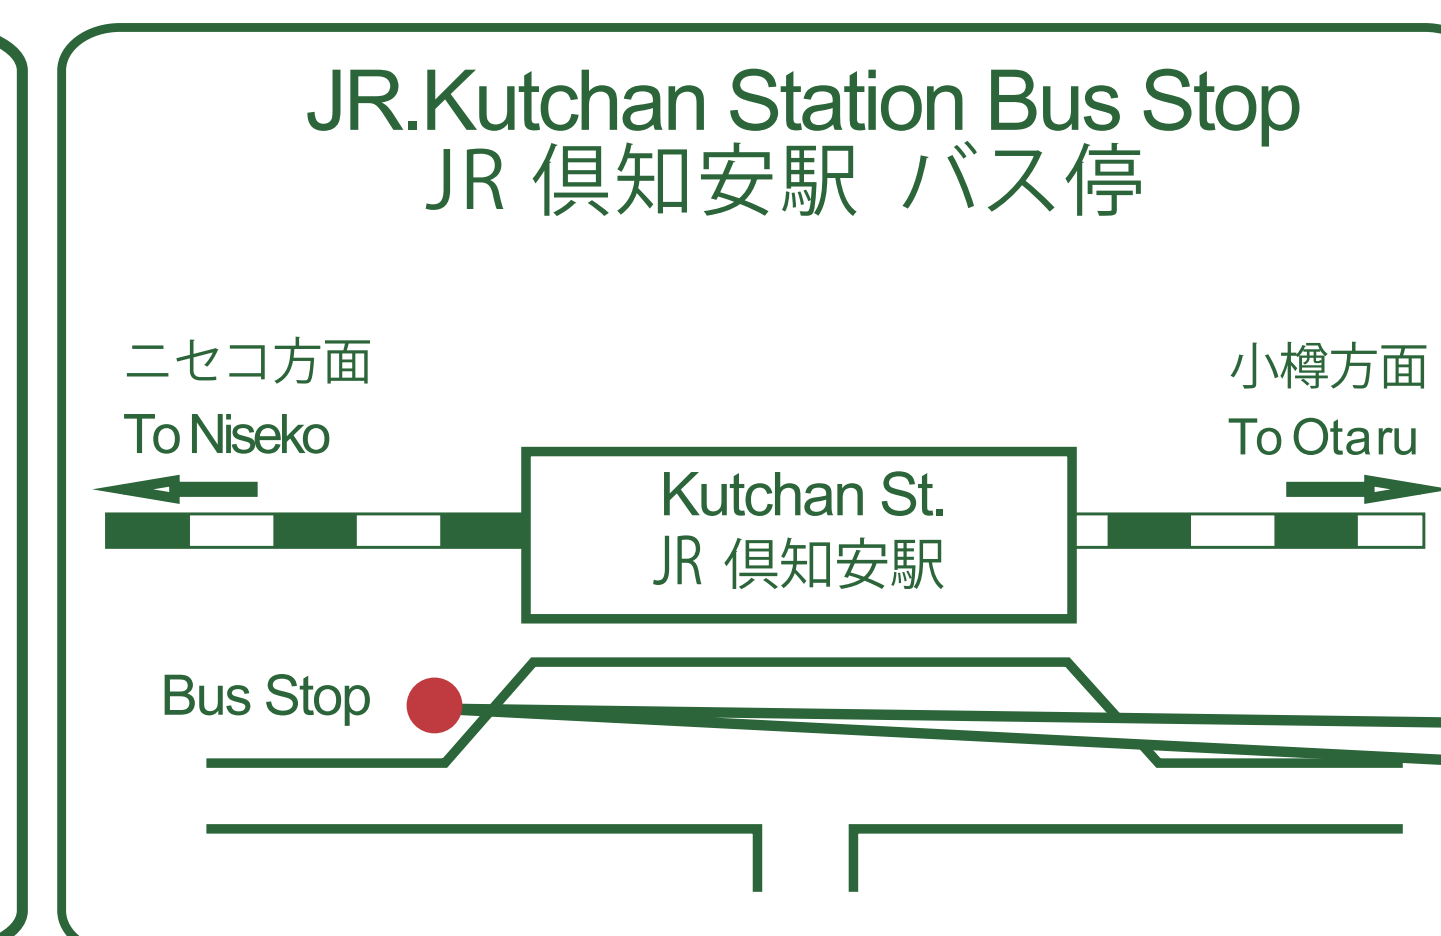 JR.Kutchan Station Bus Stop
JR 倶知安駅 バス停
ニセコ方面
To Niseko
小樽方面
To Otaru
Kutchan St.
JR 倶知安駅
Bus Stop